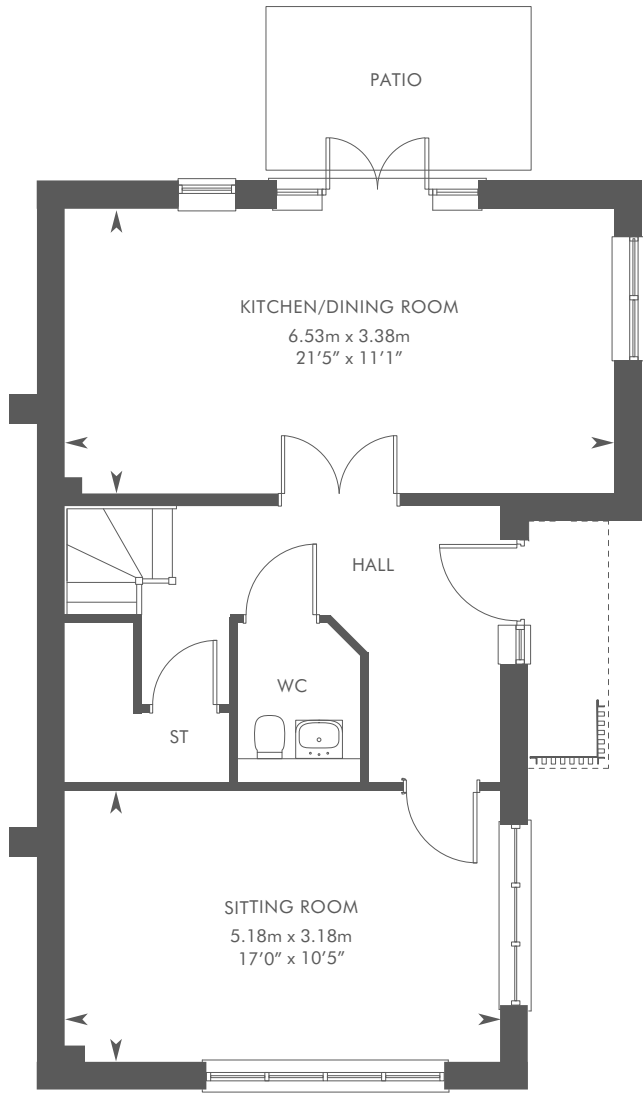 PATIO
KITCHEN/DINING ROOM
6.53m x 3.38m
21’5” x 11’1”
HALL
WC
ST
SITTING ROOM
5.18m x 3.18m
17’0” x 10’5”